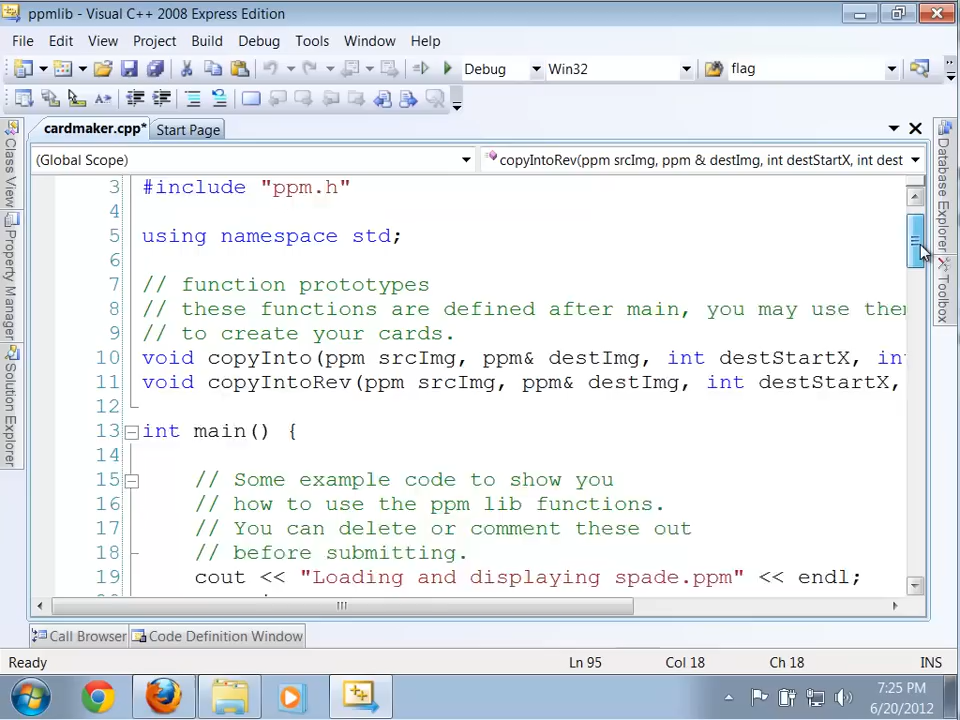 ppmlib - Visual C++ 2008 Express Edition
File Edit View Project Build Debug Tools Window Help
Debug Win32 flag
cardmaker.cpp* Start Page
(Global Scope) copyIntoRev(ppm srcImg, ppm & destImg, int destStartX, int dest
3 #include "ppm.h"
4
5 using namespace std;
6
7 // function prototypes
8 // these functions are defined after main, you may use them
9 // to create your cards.
10 void copyInto(ppm srcImg, ppm& destImg, int destStartX, in
11 void copyIntoRev(ppm srcImg, ppm& destImg, int destStartX,
12
13 int main() {
14
15 // Some example code to show you
16 // how to use the ppm lib functions.
17 // You can delete or comment these out
18 // before submitting.
19 cout << "Loading and displaying spade.ppm" << endl;
Class View
Property Manager
Solution Explorer
Database Explorer
Toolbox
Call Browser Code Definition Window
Ready Ln 95 Col 18 Ch 18 INS
7:25 PM
6/20/2012